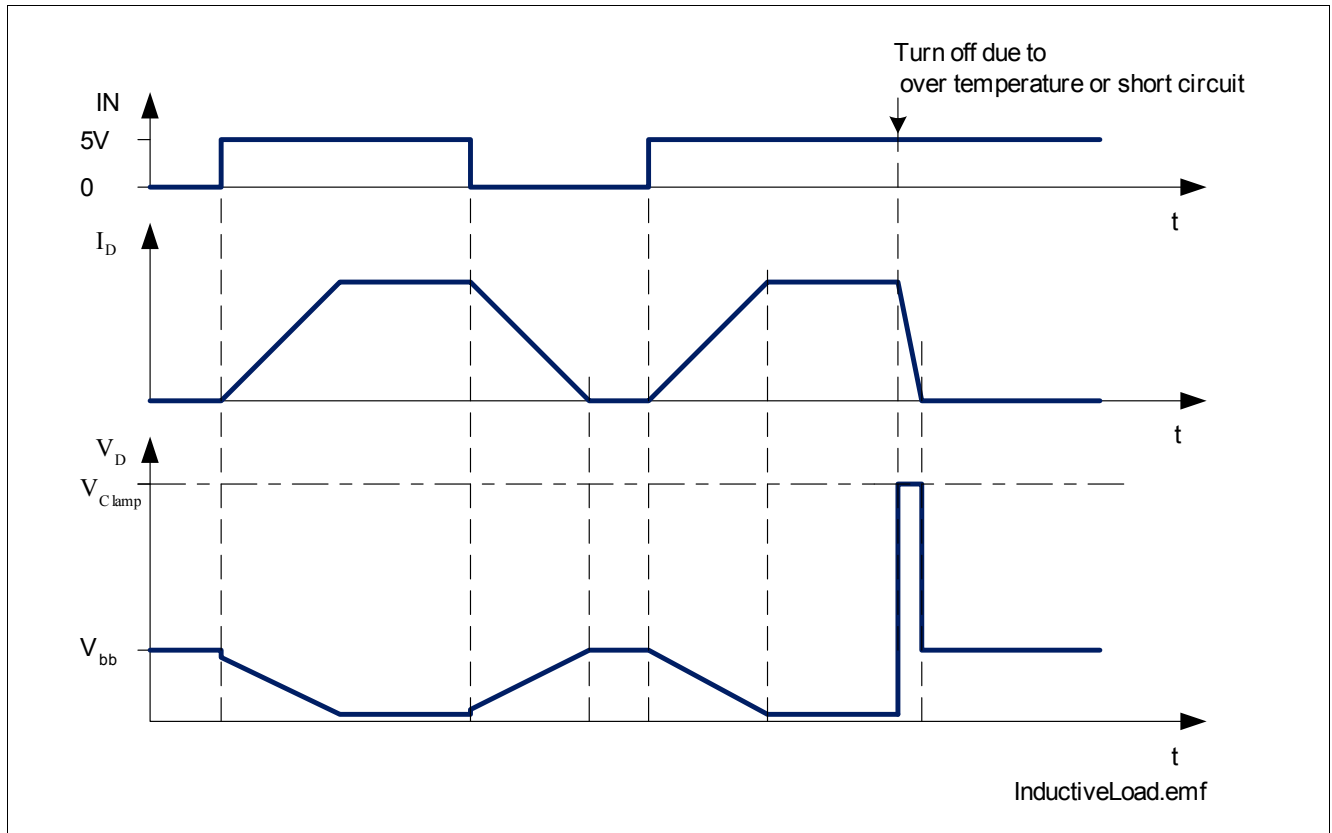 Turn off due to
over temperature or short circuit
IN
5V
0
t
I_D
t
V_D
V_Clamp
V_bb
t
InductiveLoad.emf